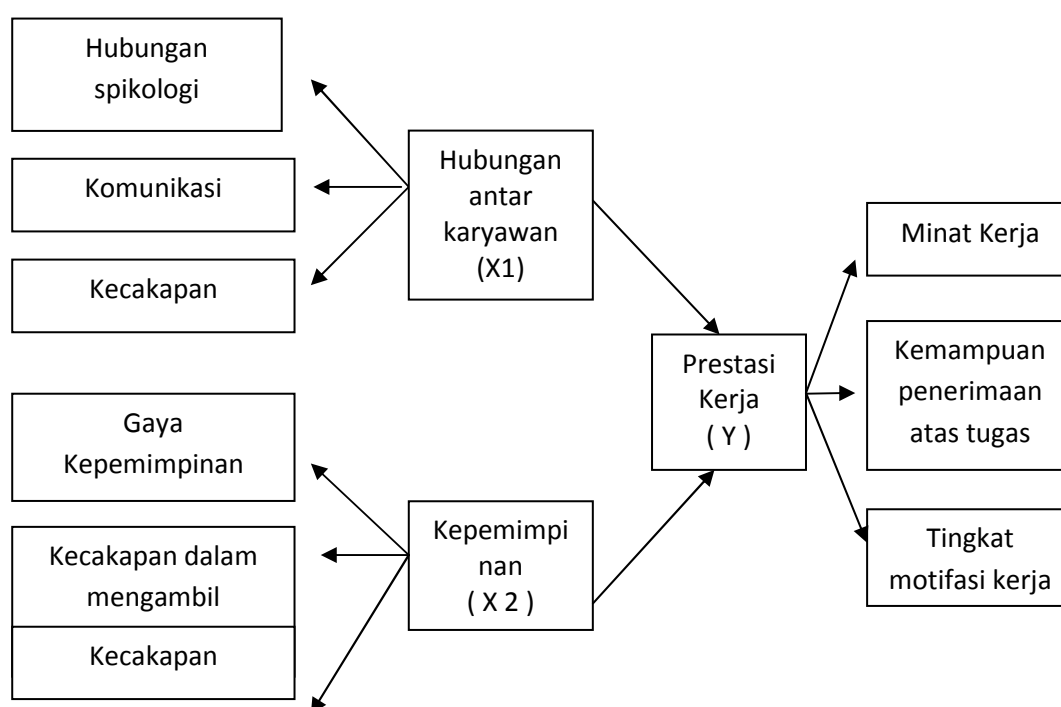 Hubungan
spikologi
Komunikasi
Kecakapan
Hubungan
antar
karyawan
(X1)
Minat Kerja
Prestasi
Kerja
( Y )
Kemampuan
penerimaan
atas tugas
Gaya
Kepemimpinan
Kecakapan dalam
mengambil
Kecakapan
Kepemimpi
nan
( X 2 )
Tingkat
motifasi kerja